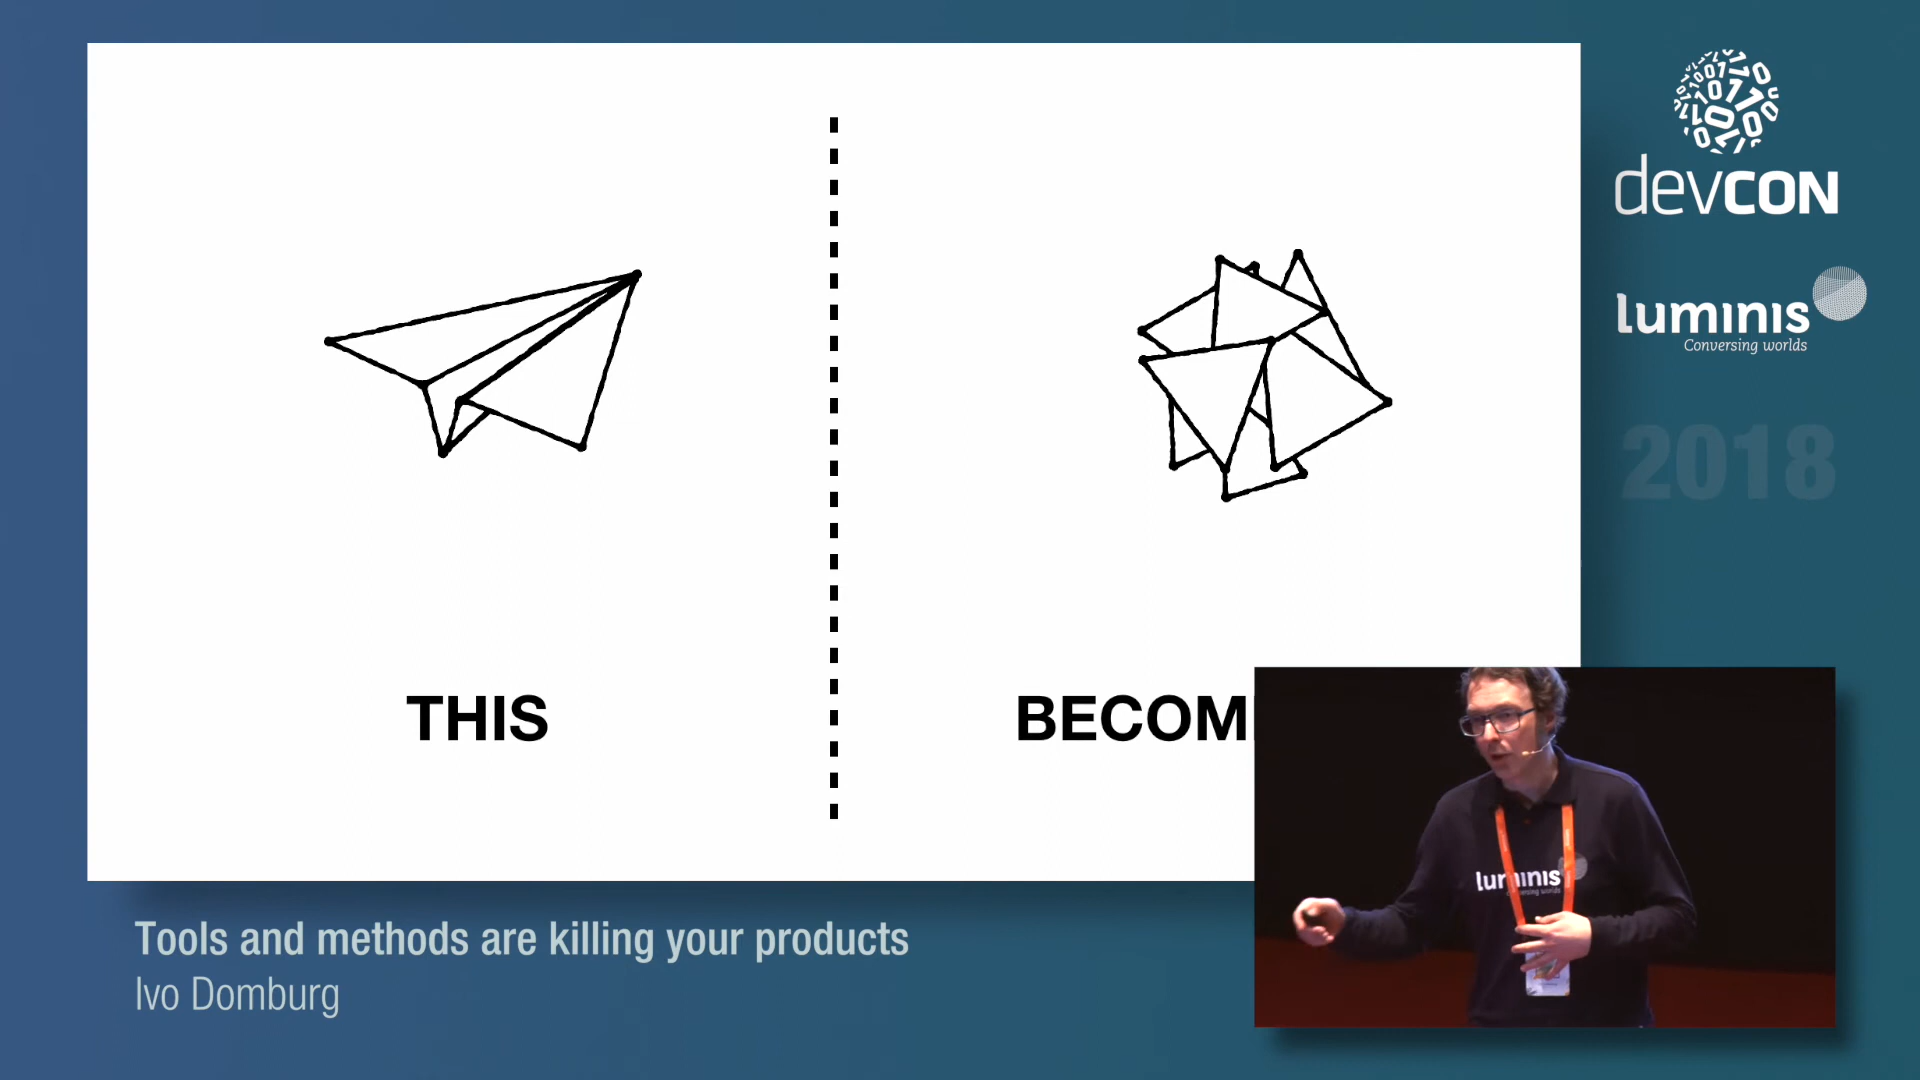 THIS
BECOM
devCON
luminis
Conversing worlds
2018
luminis
Tools and methods are killing your products
Ivo Domburg